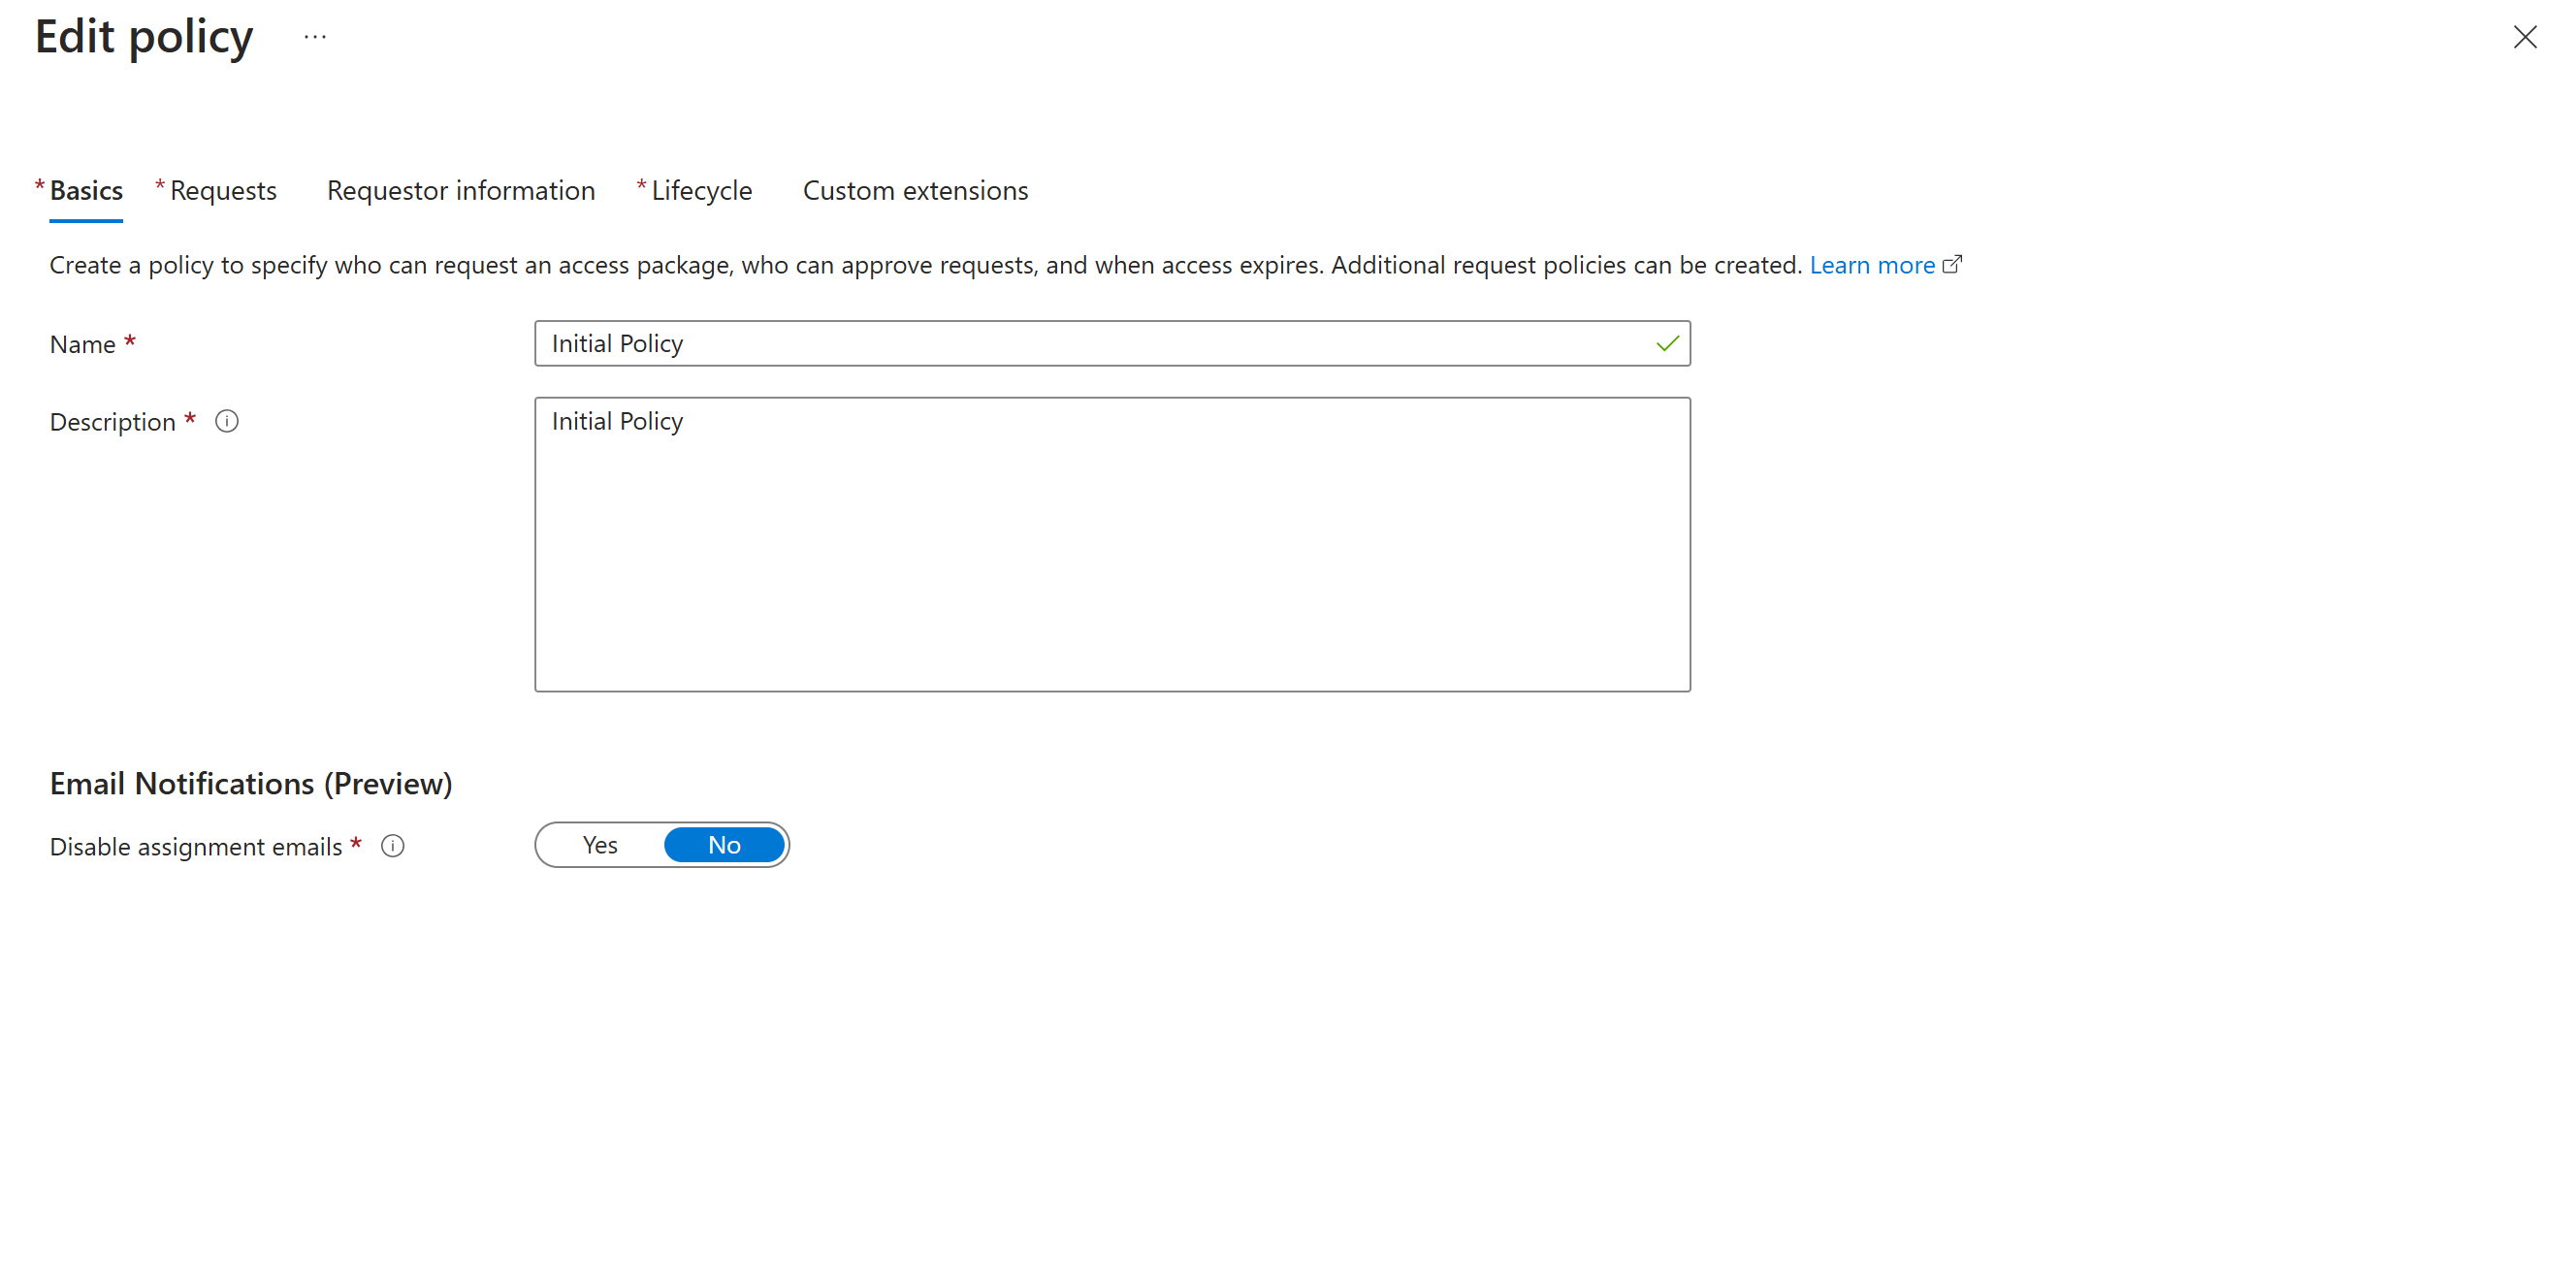 Edit policy ...
* Basics * Requests Requestor information * Lifecycle Custom extensions
Create a policy to specify who can request an access package, who can approve requests, and when access expires. Additional request policies can be created. Learn more
Name * Initial Policy
Description * Initial Policy
Email Notifications (Preview)
Disable assignment emails * Yes No